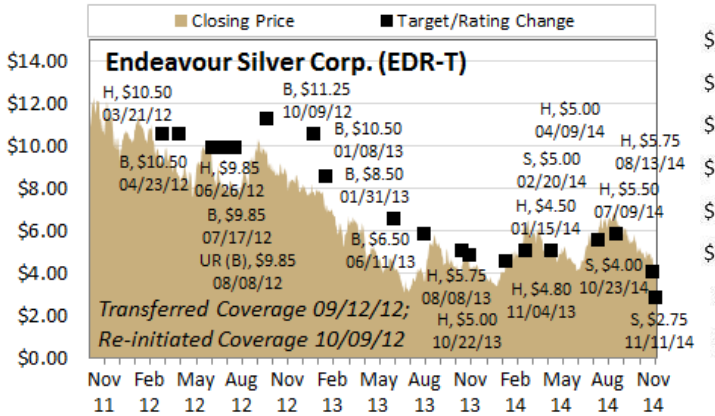 Closing Price
Target/Rating Change
Endeavour Silver Corp. (EDR-T)
$14.00
$12.00
$10.00
$8.00
$6.00
$4.00
$2.00
$0.00
H, $10.50
03/21/12
B, $10.50
04/23/12
H, $9.85
06/26/12
B, $9.85
07/17/12
UR (B), $9.85
08/08/12
B, $11.25
10/09/12
B, $10.50
01/08/13
B, $8.50
01/31/13
B, $6.50
06/11/13
H, $5.75
08/08/13
H, $5.00
10/22/13
H, $4.80
11/04/13
H, $4.50
01/15/14
S, $5.00
02/20/14
H, $5.00
04/09/14
H, $5.50
07/09/14
H, $5.75
08/13/14
S, $4.00
10/23/14
S, $2.75
11/11/14
Transferred Coverage 09/12/12;
Re-initiated Coverage 10/09/12
Nov Feb May Aug Nov Feb May Aug Nov Feb May Aug Nov
11 12 12 12 12 13 13 13 13 14 14 14 14
$
$
$
$
$
$